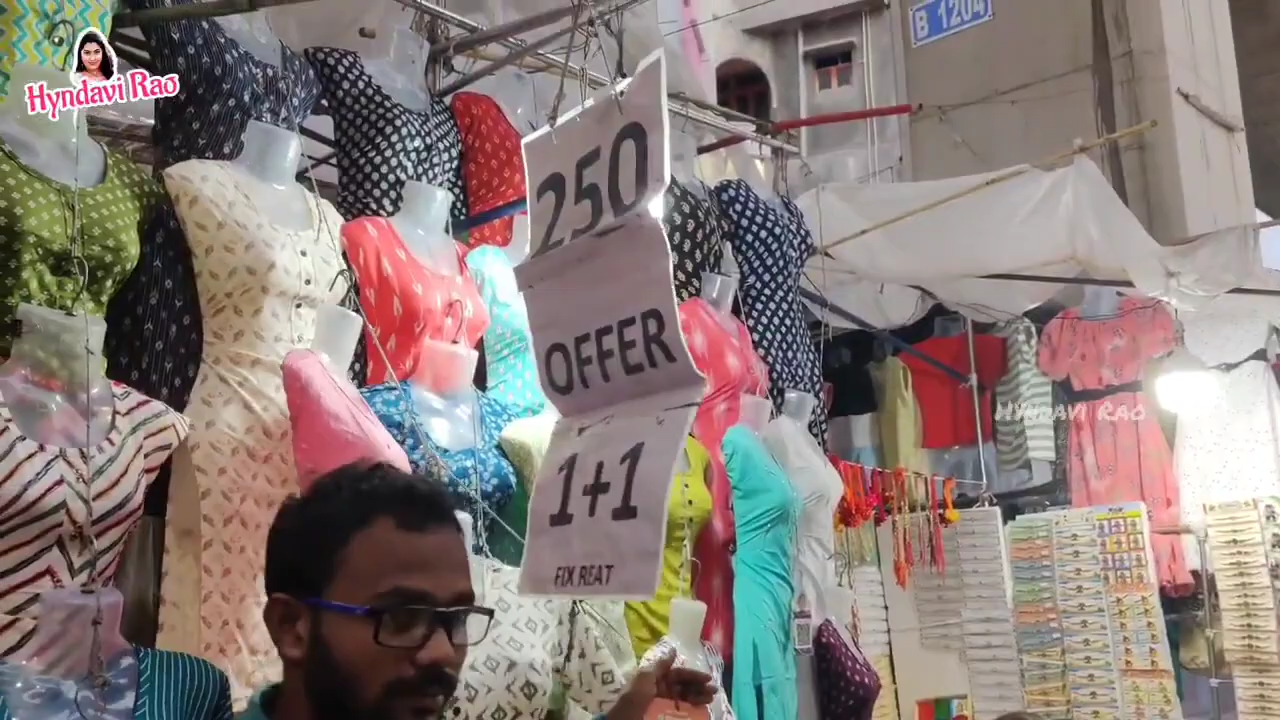 Hyndavi Rao
B 1204
250
OFFER
1+1
FIX REAT
Hyndavi Rao